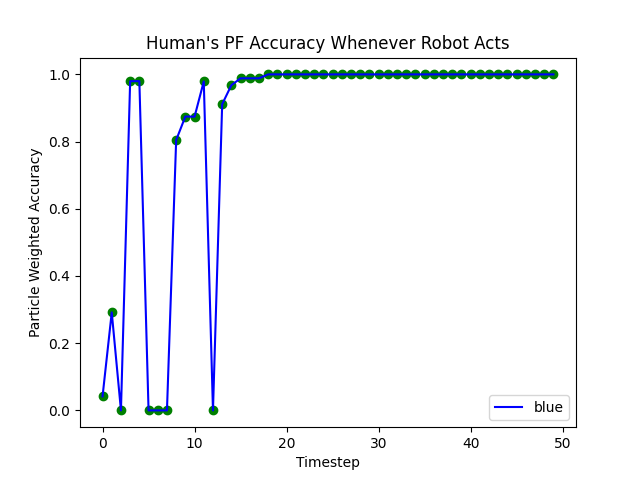 Human's PF Accuracy Whenever Robot Acts
1.0
0.8
0.6
0.4
0.2
0.0
Particle Weighted Accuracy
blue
0 10 20 30 40 50
Timestep